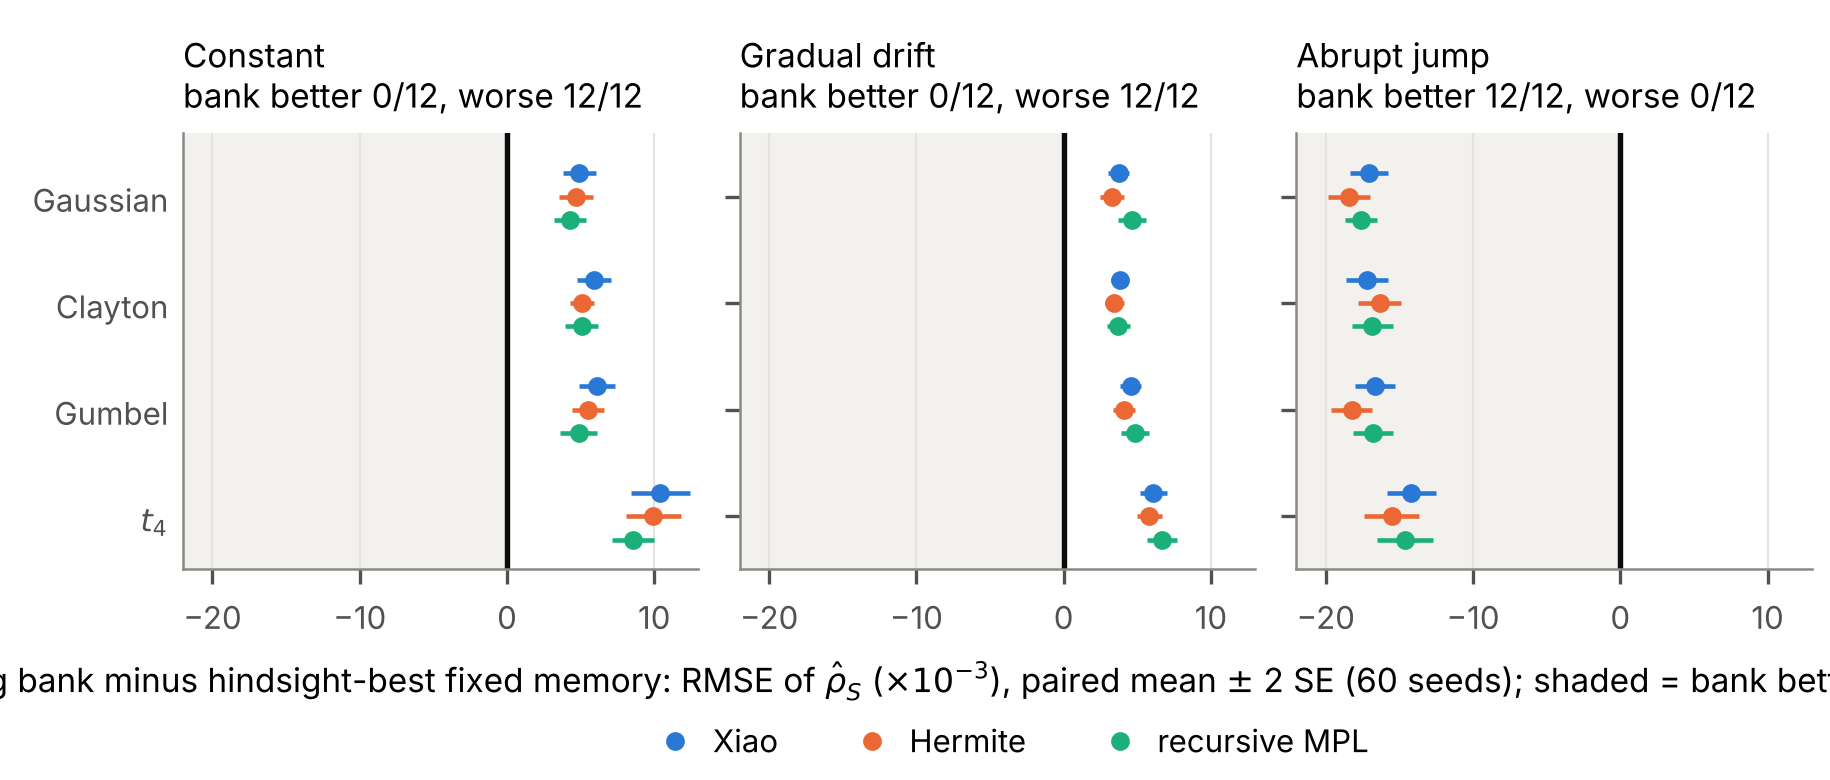 Constant
bank better 0/12, worse 12/12
Gradual drift
bank better 0/12, worse 12/12
Abrupt jump
bank better 12/12, worse 0/12
Gaussian
Clayton
Gumbel
t₄
−20 −10 0 10
−20 −10 0 10
−20 −10 0 10
bank minus hindsight-best fixed memory: RMSE of ρ̂_S (×10⁻³), paired mean ± 2 SE (60 seeds); shaded = bank
Xiao
Hermite
recursive MPL